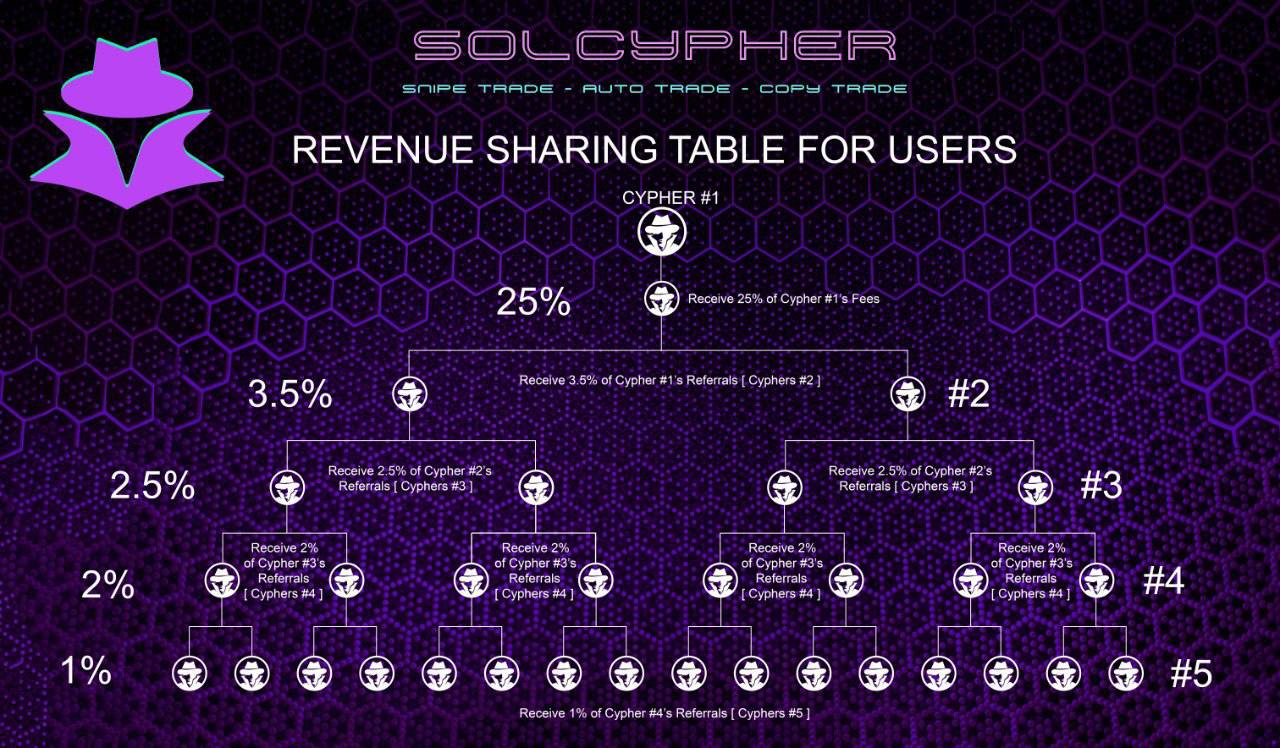 SOLCYPHER
SNIPE TRADE - AUTO TRADE - COPY TRADE
REVENUE SHARING TABLE FOR USERS
CYPHER #1
25%
Receive 25% of Cypher #1's Fees
3.5%
Receive 3.5% of Cypher #1's Referrals [ Cyphers #2 ]
#2
2.5%
Receive 2.5% of Cypher #2's
Referrals [ Cyphers #3 ]
Receive 2.5% of Cypher #2's
Referrals [ Cyphers #3 ]
#3
2%
Receive 2%
of Cypher #3's
Referrals
[ Cyphers #4 ]
Receive 2%
of Cypher #3's
Referrals
[ Cyphers #4 ]
Receive 2%
of Cypher #3's
Referrals
[ Cyphers #4 ]
Receive 2%
of Cypher #3's
Referrals
[ Cyphers #4 ]
#4
1%
#5
Receive 1% of Cypher #4's Referrals [ Cyphers #5 ]